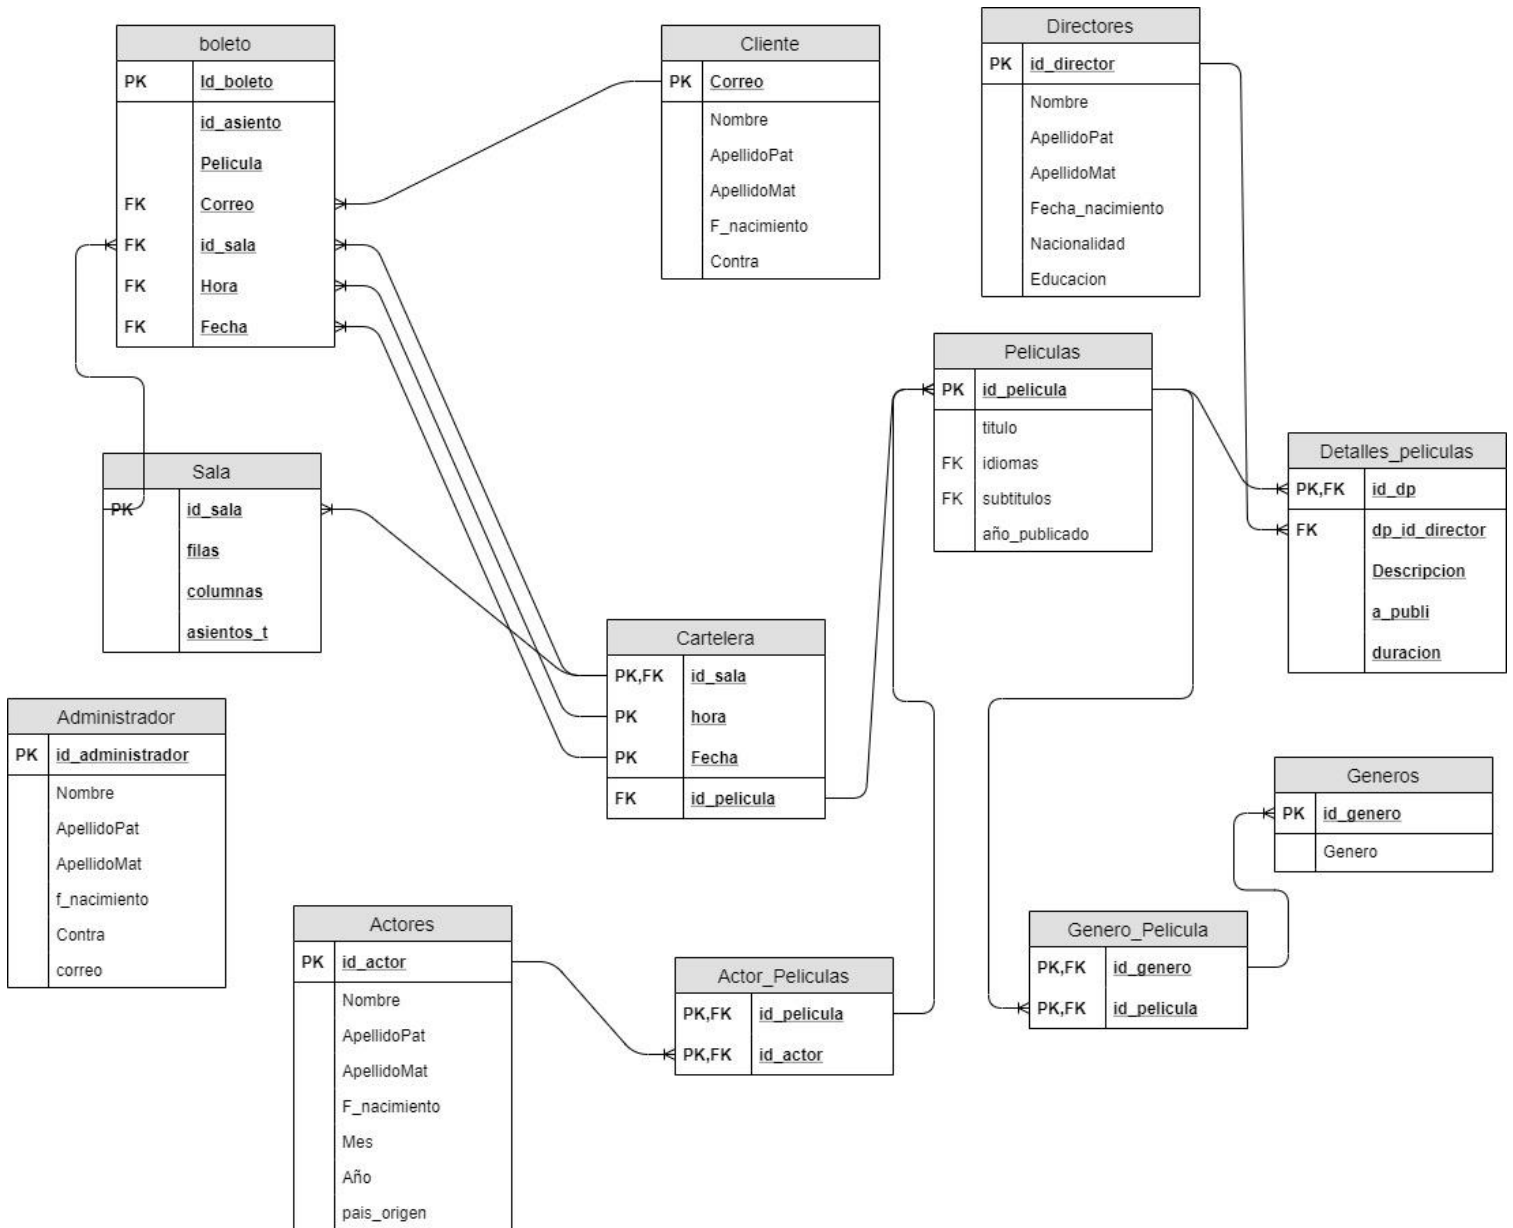 boleto
PK Id_boleto
id_asiento
Pelicula
FK Correo
FK id_sala
FK Hora
FK Fecha
Cliente
PK Correo
Nombre
ApellidoPat
ApellidoMat
F_nacimiento
Contra
Directores
PK id_director
Nombre
ApellidoPat
ApellidoMat
Fecha_nacimiento
Nacionalidad
Educacion
Peliculas
PK id_pelicula
titulo
FK idiomas
FK subtitulos
año_publicado
Detalles_peliculas
PK,FK id_dp
FK dp_id_director
Descripcion
a_publi
duracion
Sala
PK id_sala
filas
columnas
asientos_t
Cartelera
PK,FK id_sala
PK hora
PK Fecha
FK id_pelicula
Administrador
PK id_administrador
Nombre
ApellidoPat
ApellidoMat
f_nacimiento
Contra
correo
Generos
PK id_genero
Genero
Actores
PK id_actor
Nombre
ApellidoPat
ApellidoMat
F_nacimiento
Mes
Año
pais_origen
Actor_Peliculas
PK,FK id_pelicula
PK,FK id_actor
Genero_Pelicula
PK,FK id_genero
PK,FK id_pelicula